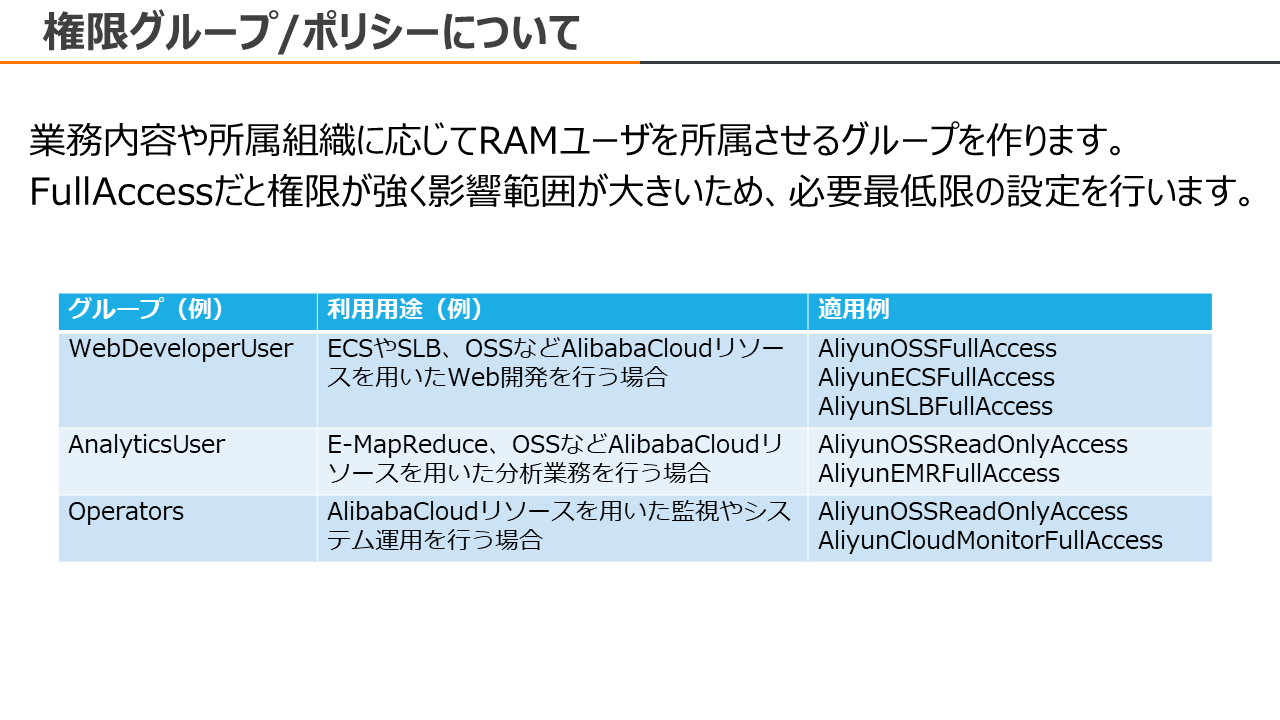 権限グループ/ポリシーについて
業務内容や所属組織に応じてRAMユーザを所属させるグループを作ります。
FullAccessだと権限が強く影響範囲が大きいため、必要最低限の設定を行います。
グループ（例） 利用用途（例） 適用例
WebDeveloperUser
ECSやSLB、OSSなどAlibabaCloudリソー
スを用いたWeb開発を行う場合
AliyunOSSFullAccess
AliyunECSFullAccess
AliyunSLBFullAccess
AnalyticsUser
E-MapReduce、OSSなどAlibabaCloudリ
ソースを用いた分析業務を行う場合
AliyunOSSReadOnlyAccess
AliyunEMRFullAccess
Operators
AlibabaCloudリソースを用いた監視やシス
テム運用を行う場合
AliyunOSSReadOnlyAccess
AliyunCloudMonitorFullAccess